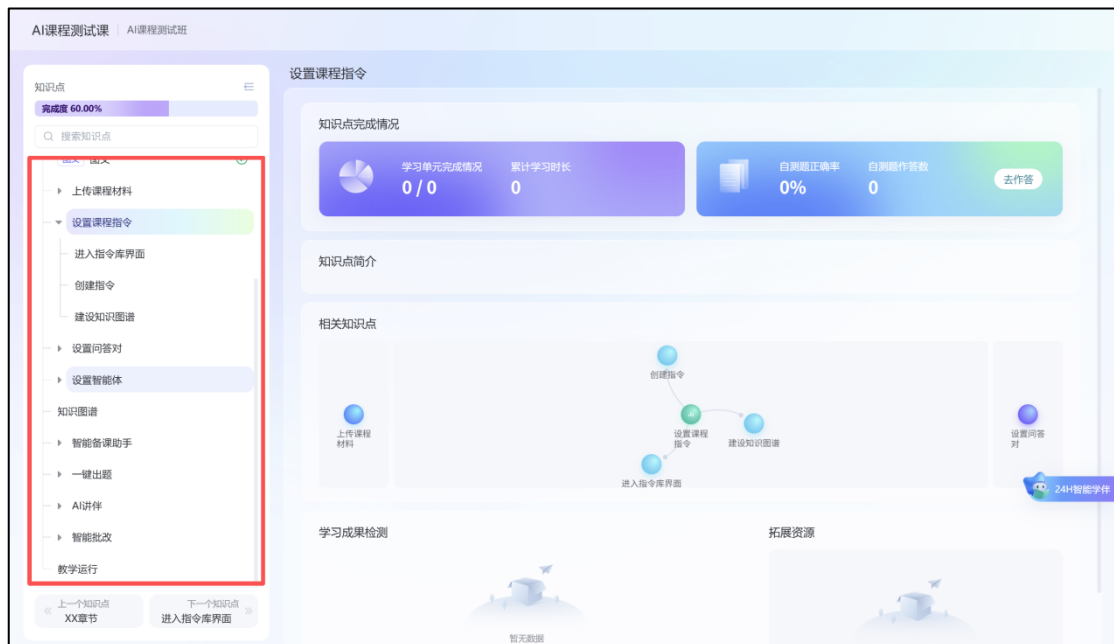 AI课程测试课 AI课程测试班
知识点
完成度 60.00%
搜索知识点
图文
上传课程材料
设置课程指令
进入指令库界面
创建指令
建设知识图谱
设置问答对
设置智能体
知识图谱
智能备课助手
一键出题
AI讲伴
智能批改
教学运行
上一个知识点
XX章节
下一个知识点
进入指令库界面
设置课程指令
知识点完成情况
学习单元完成情况 累计学习时长
0 / 0 0
自测题正确率 自测题作答数
0% 0
去作答
知识点简介
相关知识点
创建指令
上传课程
材料
设置课程
指令
建设知识图谱
进入指令库界面
设置问答
对
24H智能学伴
学习成果检测
暂无数据
拓展资源